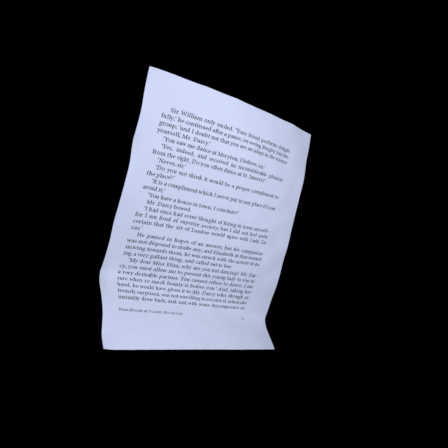 Sir William only smiled. "Your friend performs delight-
fully," he continued after a pause, on seeing Bingley join the
group; "and I doubt not that you are an adept in the science
yourself, Mr. Darcy."
"You saw me dance at Meryton, I believe, sir."
"Yes, indeed, and received no inconsiderable pleasure
from the sight. Do you often dance at St. James's?"
"Never, sir."
"Do you not think it would be a proper compliment to
the place?"
"It is a compliment which I never pay to any place if I can
avoid it."
"You have a house in town, I conclude?"
Mr. Darcy bowed.
"I had once had some thought of fixing in town myself—
for I am fond of superior society; but I did not feel quite
certain that the air of London would agree with Lady Lu-
cas."
He paused in hopes of an answer; but his companion
was not disposed to make any; and Elizabeth at that instant
moving towards them, he was struck with the action of do-
ing a very gallant thing, and called out to her:
"My dear Miss Eliza, why are you not dancing? Mr. Dar-
cy, you must allow me to present this young lady to you as
a very desirable partner. You cannot refuse to dance, I am
sure when so much beauty is before you." And, taking her
hand, he would have given it to Mr. Darcy who, though ex-
tremely surprised, was not unwilling to receive it, when she
instantly drew back, and said with some discomposure to